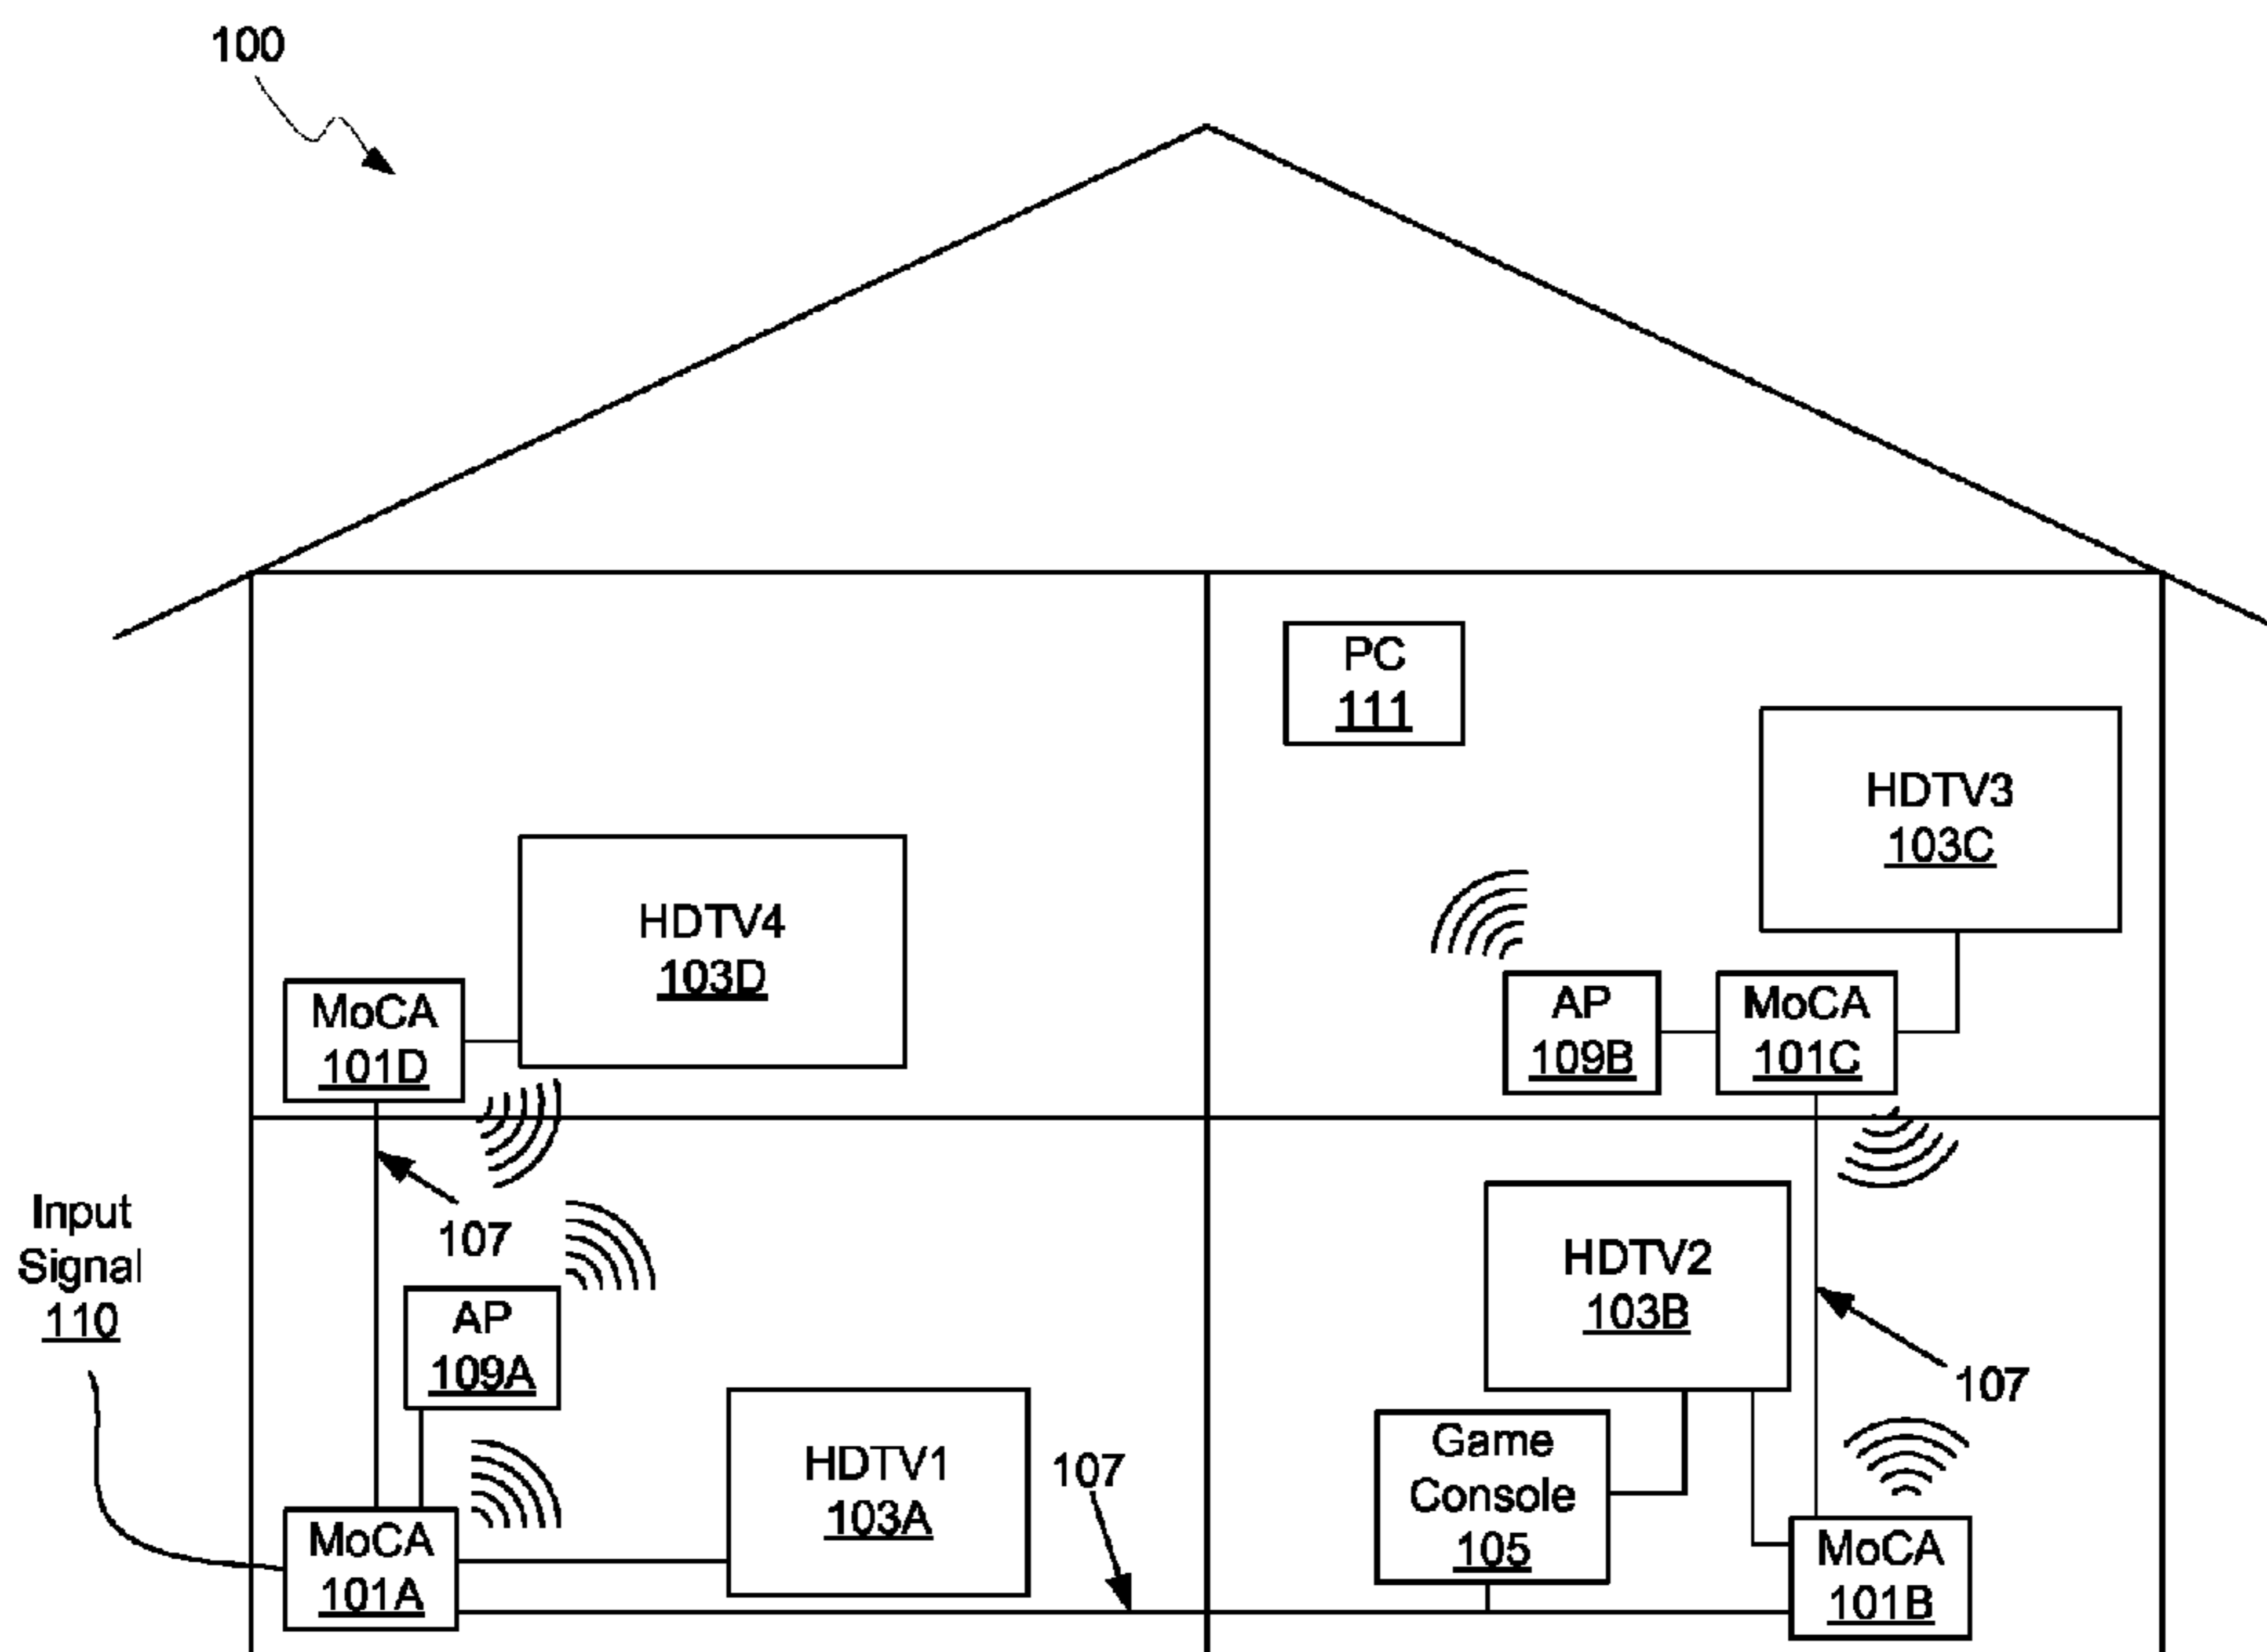 100
PC
111
HDTV3
103C
HDTV4
103D
MoCA
101D
AP
109B
MoCA
101C
Input
Signal
110
107
AP
109A
HDTV2
103B
107
HDTV1
103A
107
Game
Console
105
MoCA
101A
MoCA
101B